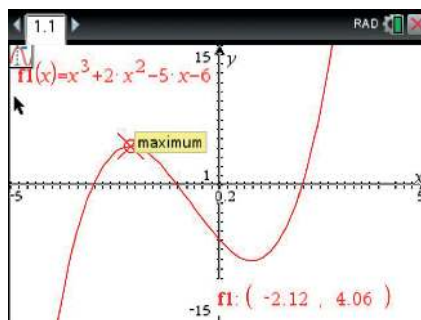 1.1 RAD
15 y
f1(x)=x³+2·x²-5·x-6
maximum
1
x
-5 0.2 5
f1: ( -2.12 , 4.06 )
-15